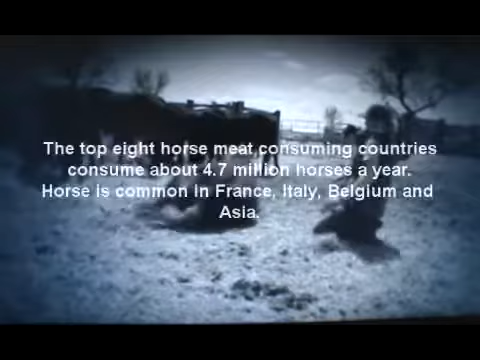 The top eight horse meat consuming countries
consume about 4.7 million horses a year.
Horse is common in France, Italy, Belgium and
Asia.